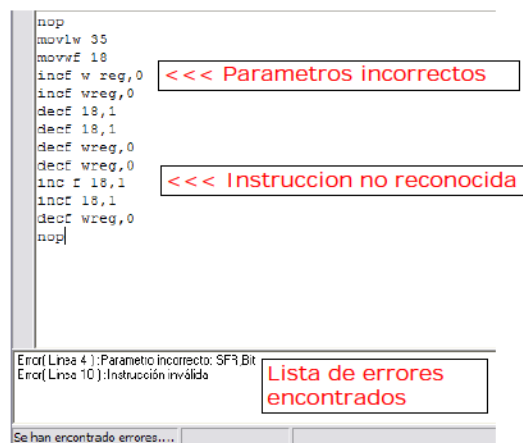 nop
movlw 35
movwf 18
incf w reg,0 <<< Parametros incorrectos
incf wreg,0
decf 18,1
decf 18,1
decf wreg,0
decf wreg,0
inc f 18,1 <<< Instruccion no reconocida
incf 18,1
decf wreg,0
nop
Error( Linea 4 ):Parametro incorrecto: SFR,Bit
Error( Linea 10 ):Instrucción inválida
Lista de errores
encontrados
Se han encontrado errores....